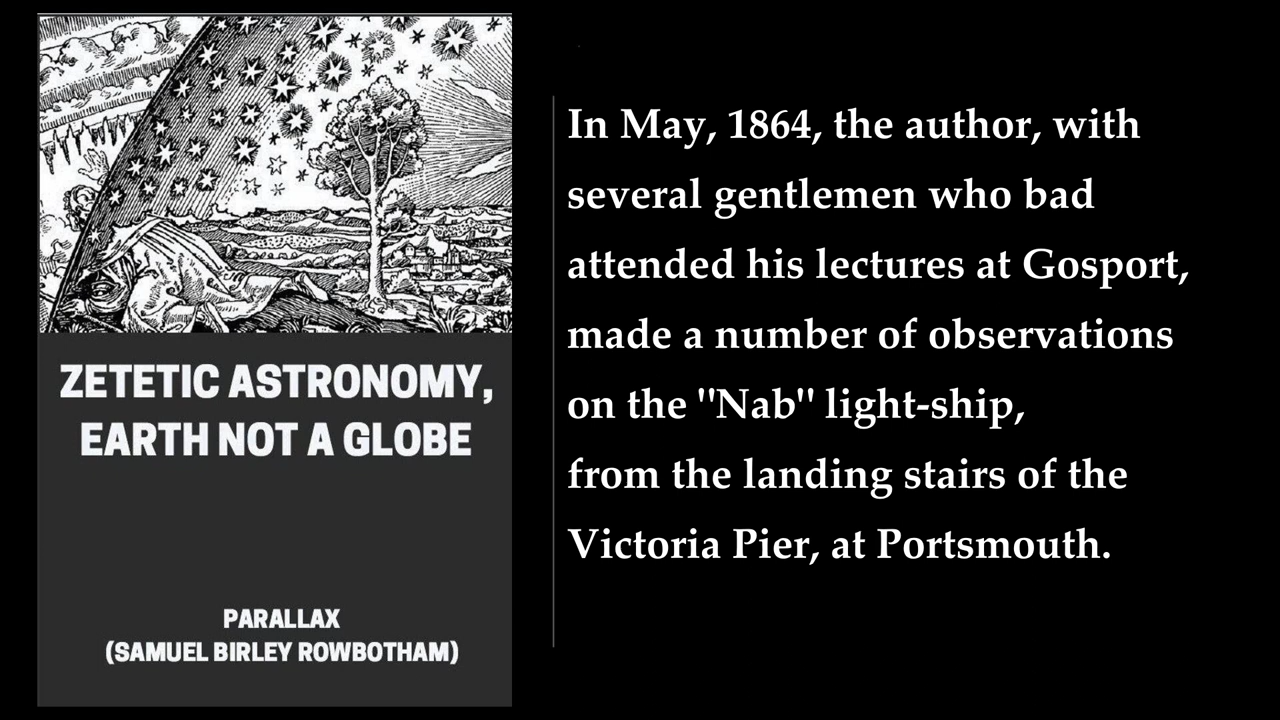 ZETETIC ASTRONOMY,
EARTH NOT A GLOBE
PARALLAX
(SAMUEL BIRLEY ROWBOTHAM)
In May, 1864, the author, with
several gentlemen who bad
attended his lectures at Gosport,
made a number of observations
on the "Nab" light-ship,
from the landing stairs of the
Victoria Pier, at Portsmouth.